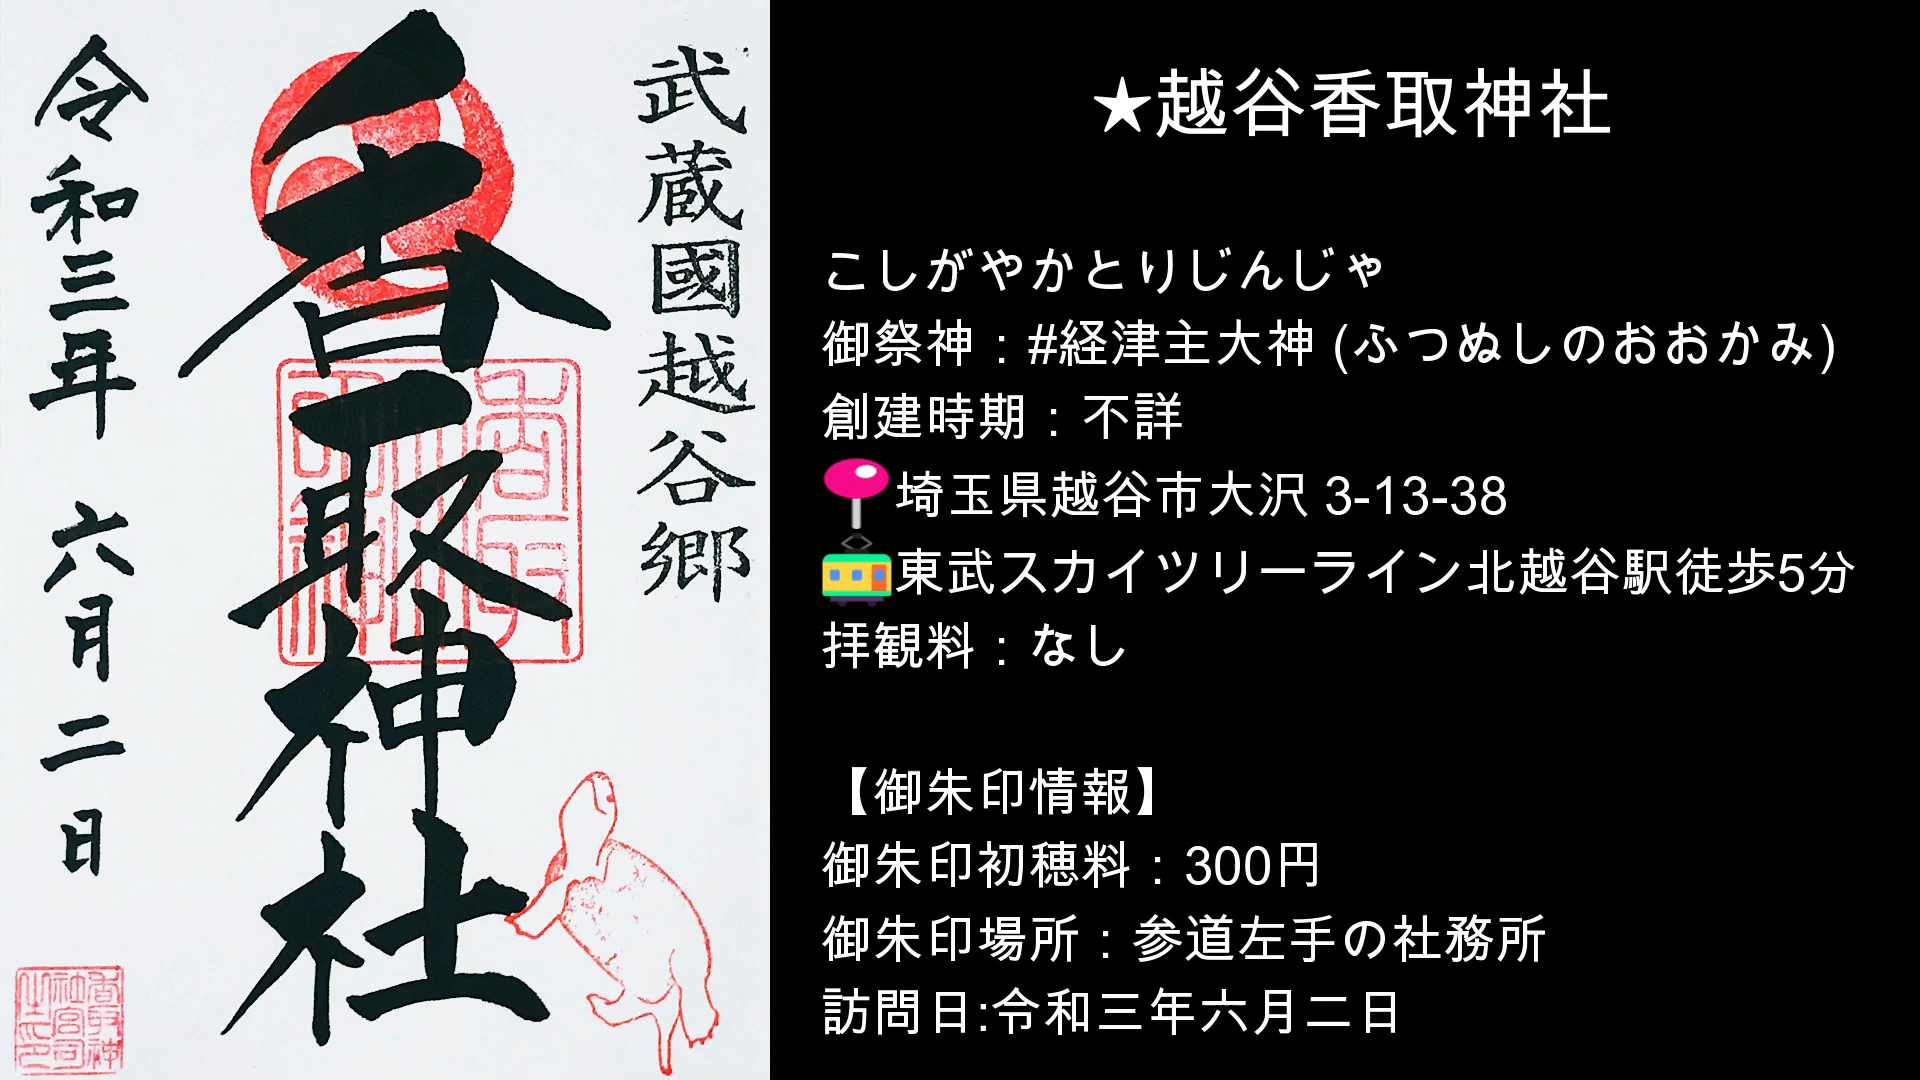 武蔵國越谷郷
香取神社
令和三年 六月二日
★越谷香取神社
こしがやかとりじんじゃ
御祭神：#経津主大神 (ふつぬしのおおかみ)
創建時期：不詳
埼玉県越谷市大沢 3-13-38
東武スカイツリーライン北越谷駅徒歩5分
拝観料：なし
【御朱印情報】
御朱印初穂料：300円
御朱印場所：参道左手の社務所
訪問日:令和三年六月二日